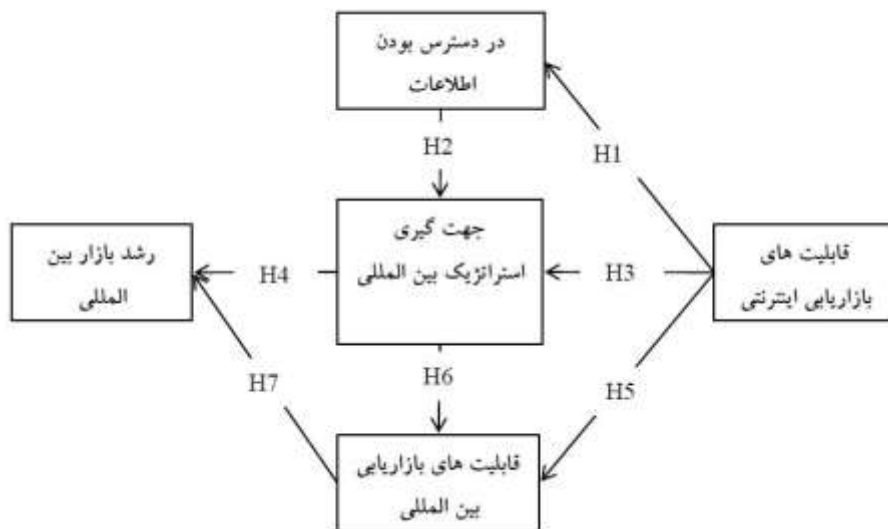 در دسترس بودن
اطلاعات
H2
H1
جهت گیری
استراتژیک بین المللی
قابلیت های
بازاریابی اینترنتی
H3
H4
رشد بازار بین
المللی
H6
H5
H7
قابلیت های بازاریابی
بین المللی